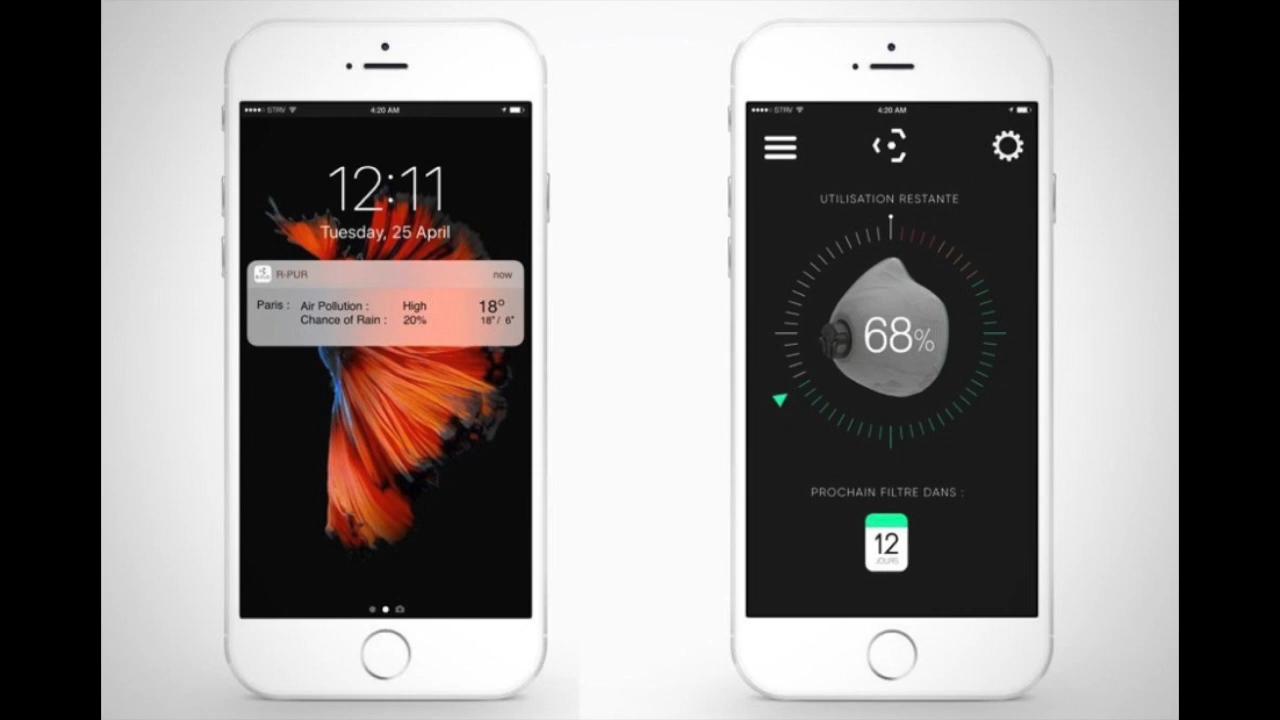 STRV
4:20 AM
12:11
Tuesday, 25 April
R-PUR
now
Paris : Air Pollution : High 18°
Chance of Rain : 20% 18°/ 6°
STRV
4:20 AM
UTILISATION RESTANTE
68%
PROCHAIN FILTRE DANS :
12
JOURS